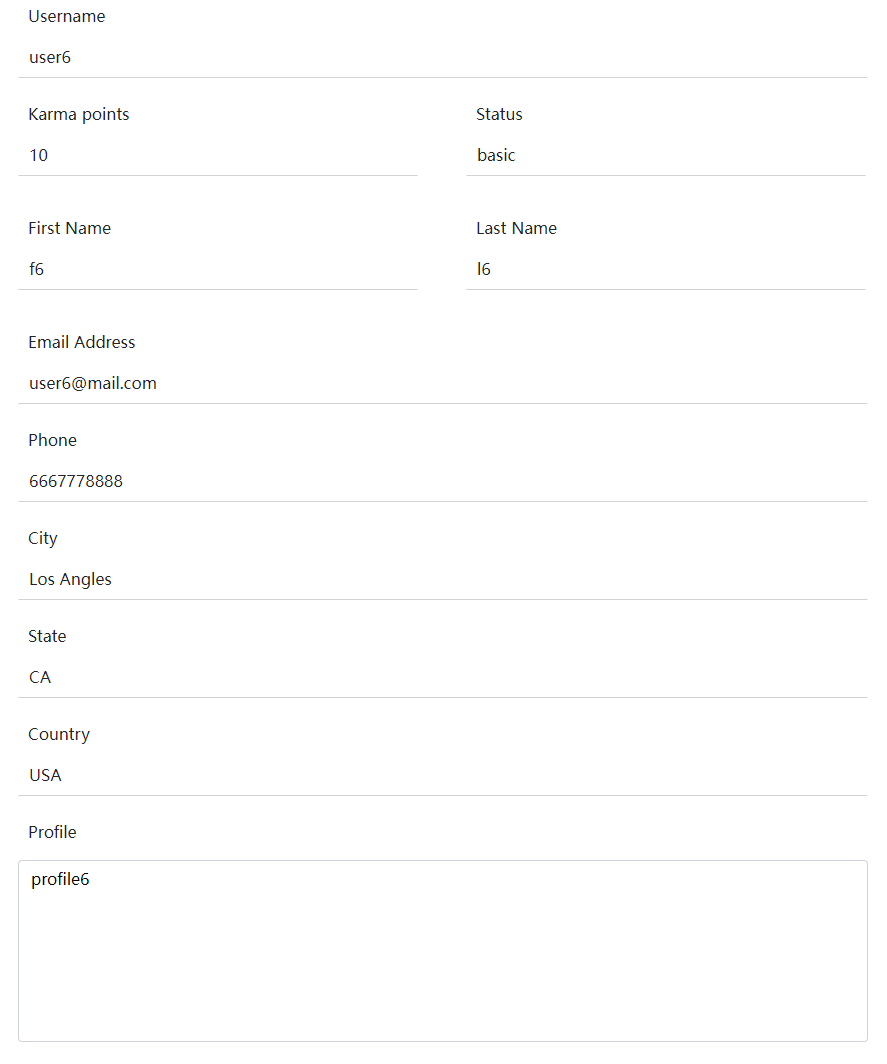 Username
user6
Karma points
Status
10
basic
First Name
Last Name
f6
l6
Email Address
user6@mail.com
Phone
6667778888
City
Los Angles
State
CA
Country
USA
Profile
profile6